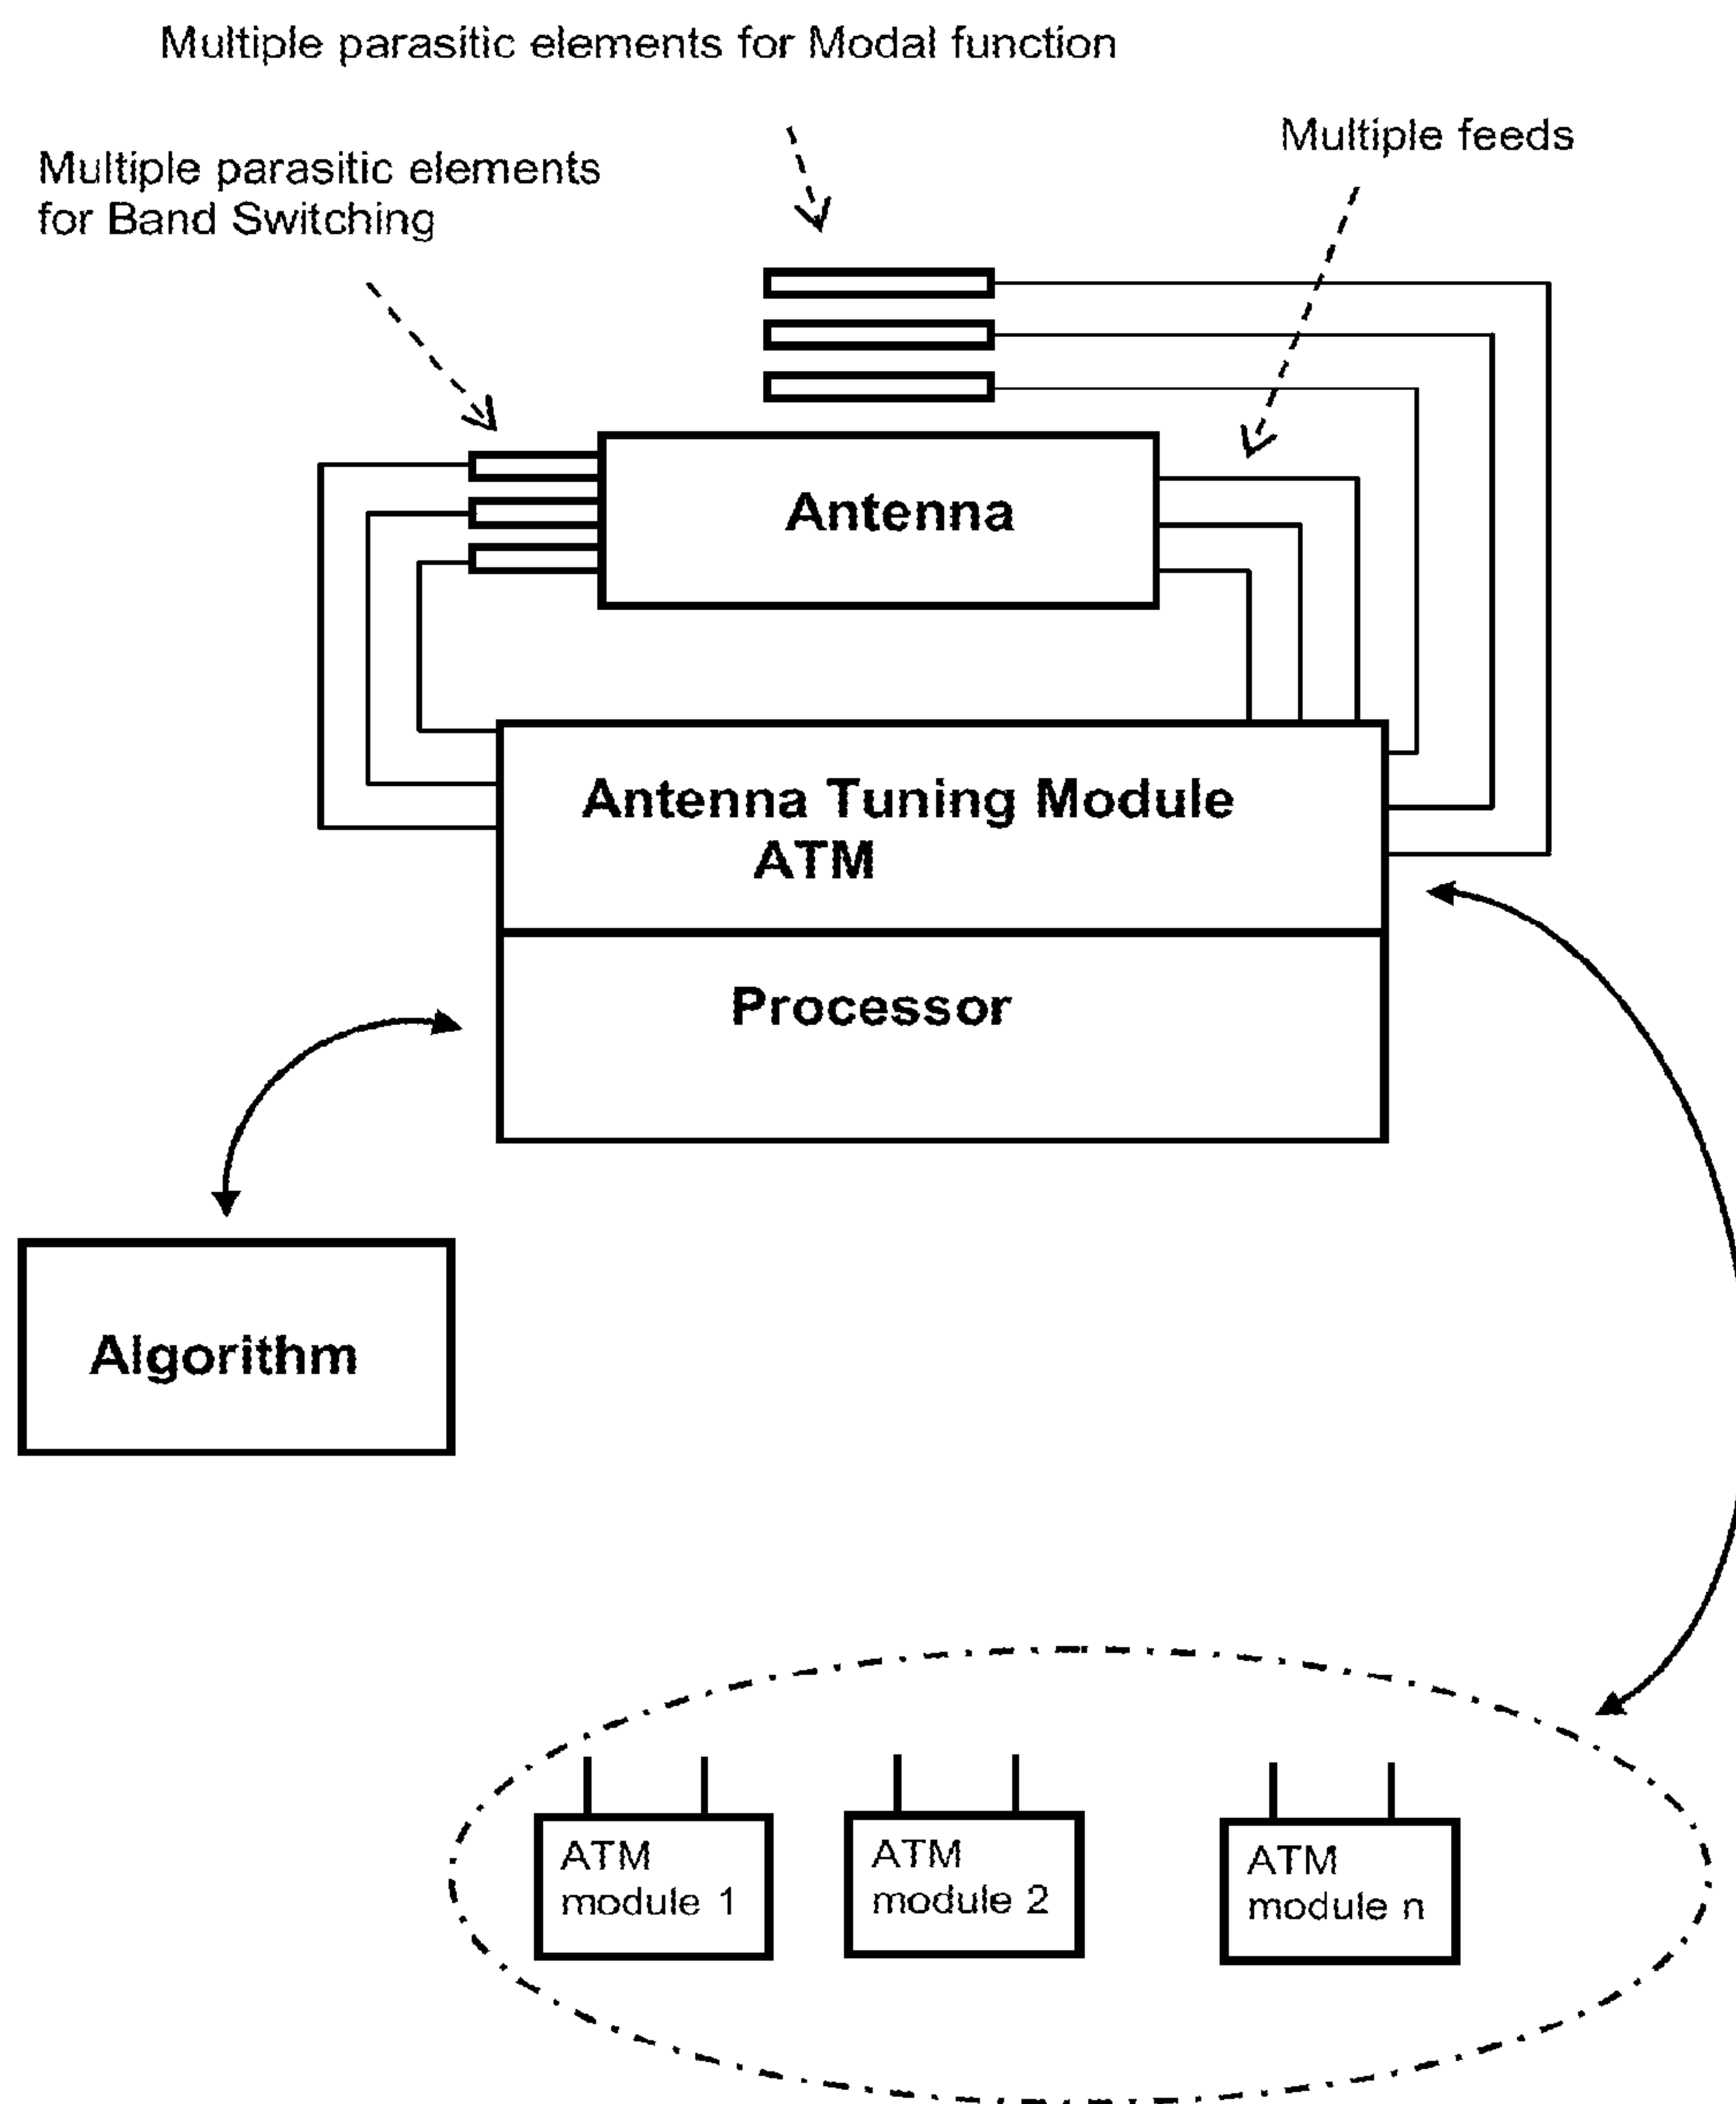 Multiple parasitic elements for Modal function
Multiple feeds
Multiple parasitic elements
for Band Switching
Antenna
Antenna Tuning Module
ATM
Processor
Algorithm
ATM
module 1
ATM
module 2
ATM
module n